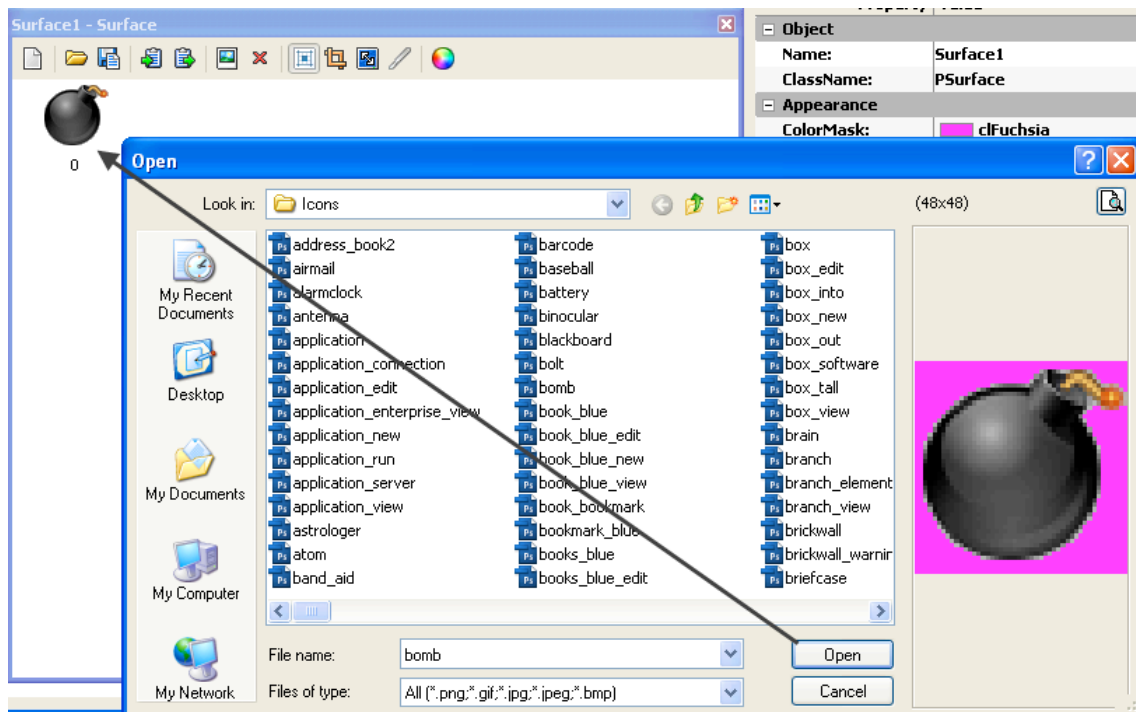 Surface1 - Surface
0
Object
Name: Surface1
ClassName: PSurface
Appearance
ColorMask: clFuchsia
Open
Look in: Icons
(48x48)
My Recent Documents
Desktop
My Documents
My Computer
My Network
address_book2
airmail
alarmclock
antenna
application
application_connection
application_edit
application_enterprise_view
application_new
application_run
application_server
application_view
astrologer
atom
band_aid
barcode
baseball
battery
binocular
blackboard
bolt
bomb
book_blue
book_blue_edit
book_blue_new
book_blue_view
book_bookmark
bookmark_blue
books_blue
books_blue_edit
box
box_edit
box_into
box_new
box_out
box_software
box_tall
box_view
brain
branch
branch_element
branch_view
brickwall
brickwall_warnir
briefcase
File name: bomb
Open
Files of type: All (*.png;*.gif;*.jpg;*.jpeg;*.bmp)
Cancel